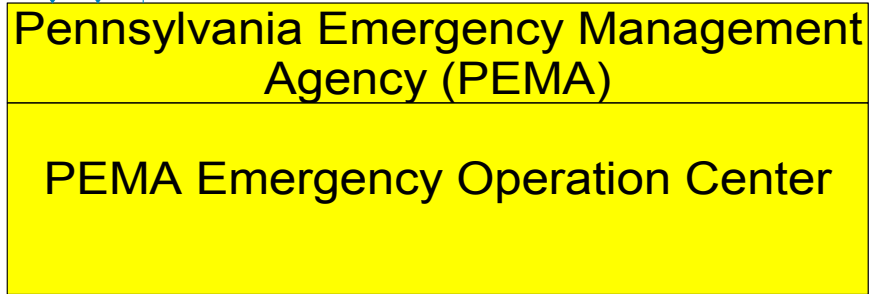 Pennsylvania Emergency Management
Agency (PEMA)
PEMA Emergency Operation Center